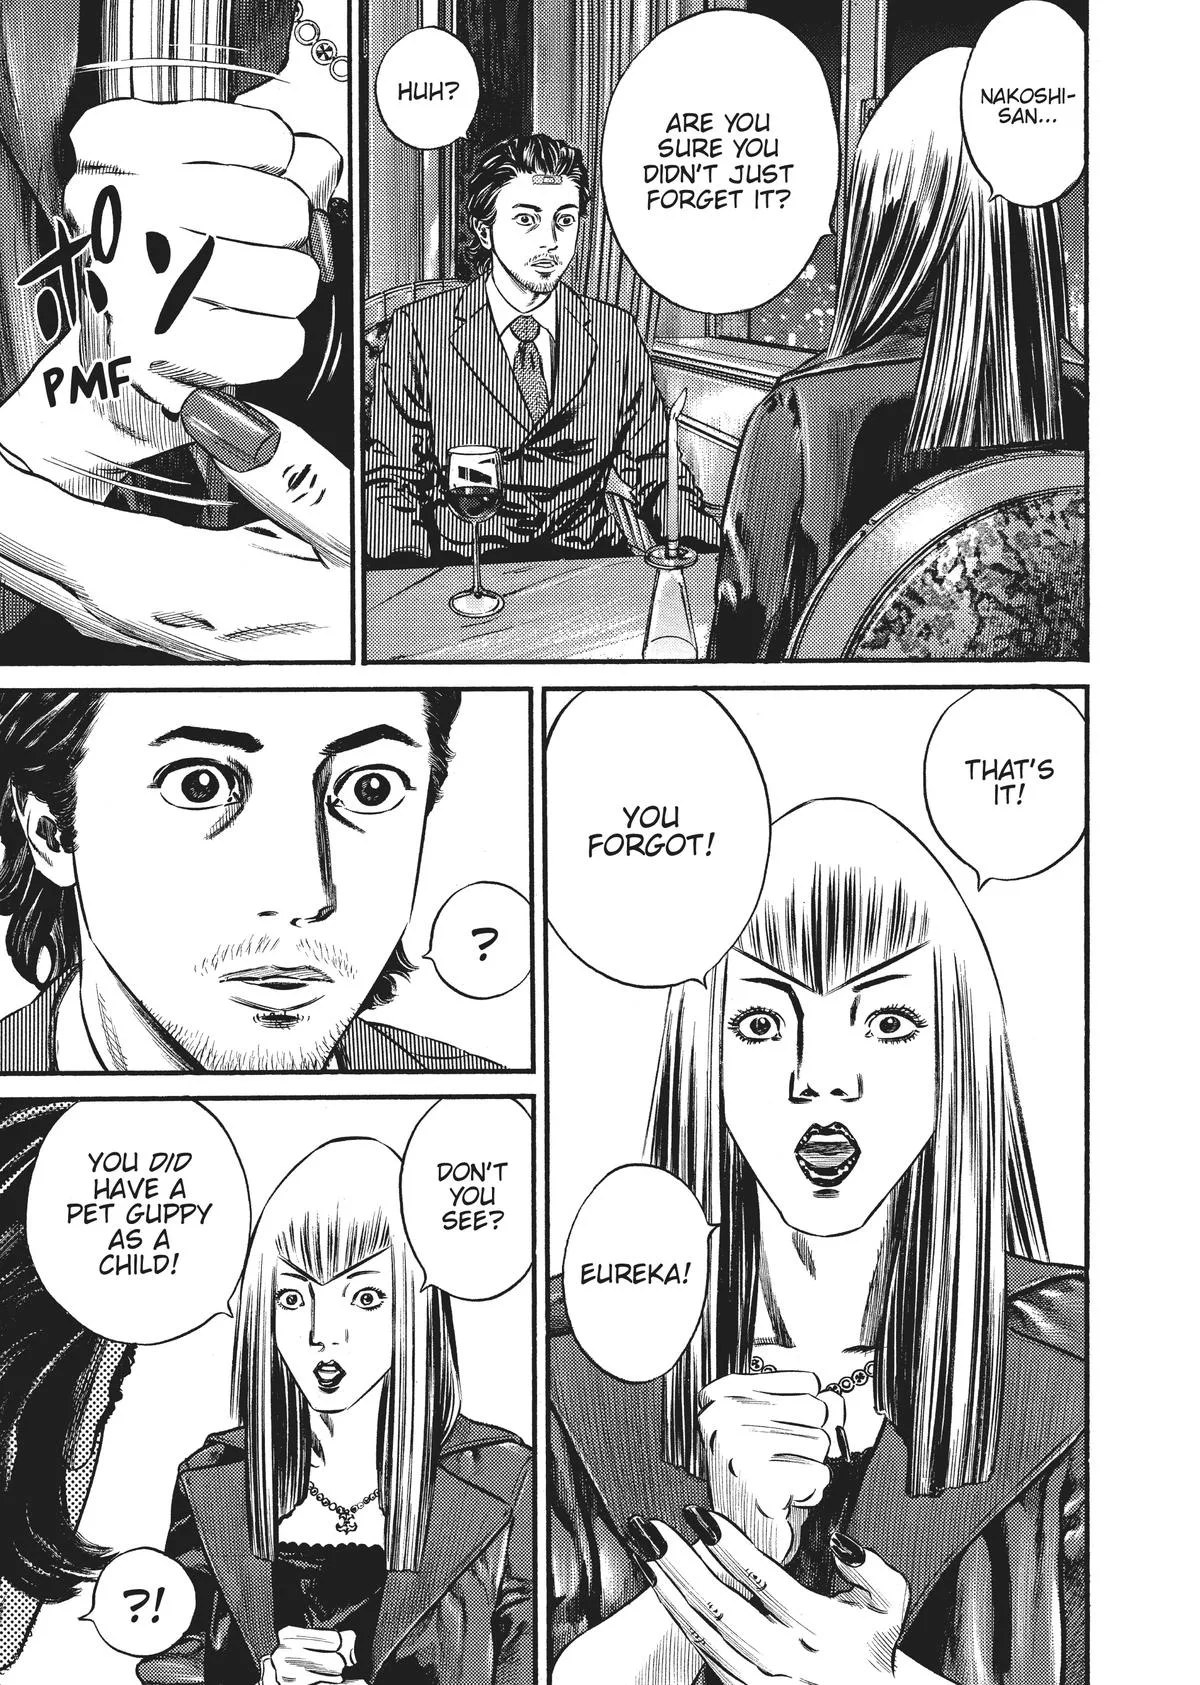 NAKOSHI-
SAN...
ARE YOU
SURE YOU
DIDN'T JUST
FORGET IT?
HUH?
ポソ
PMF
THAT'S
IT!
YOU
FORGOT!
EUREKA!
?
DON'T
YOU
SEE?
YOU DID
HAVE A
PET GUPPY
AS A
CHILD!
?!